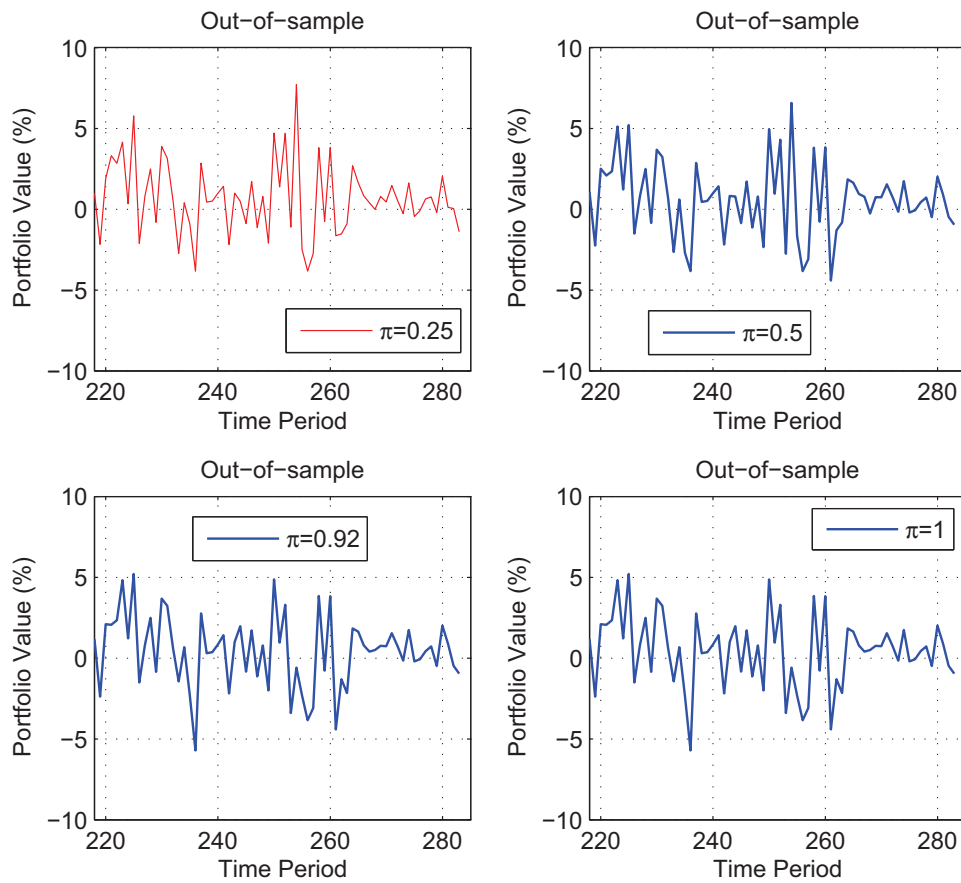 Out−of−sample
Portfolio Value (%)
10
5
0
−5
−10
π=0.25
220 240 260 280
Time Period
Out−of−sample
Portfolio Value (%)
10
5
0
−5
−10
π=0.5
220 240 260 280
Time Period
Out−of−sample
Portfolio Value (%)
10
5
0
−5
−10
π=0.92
220 240 260 280
Time Period
Out−of−sample
Portfolio Value (%)
10
5
0
−5
−10
π=1
220 240 260 280
Time Period